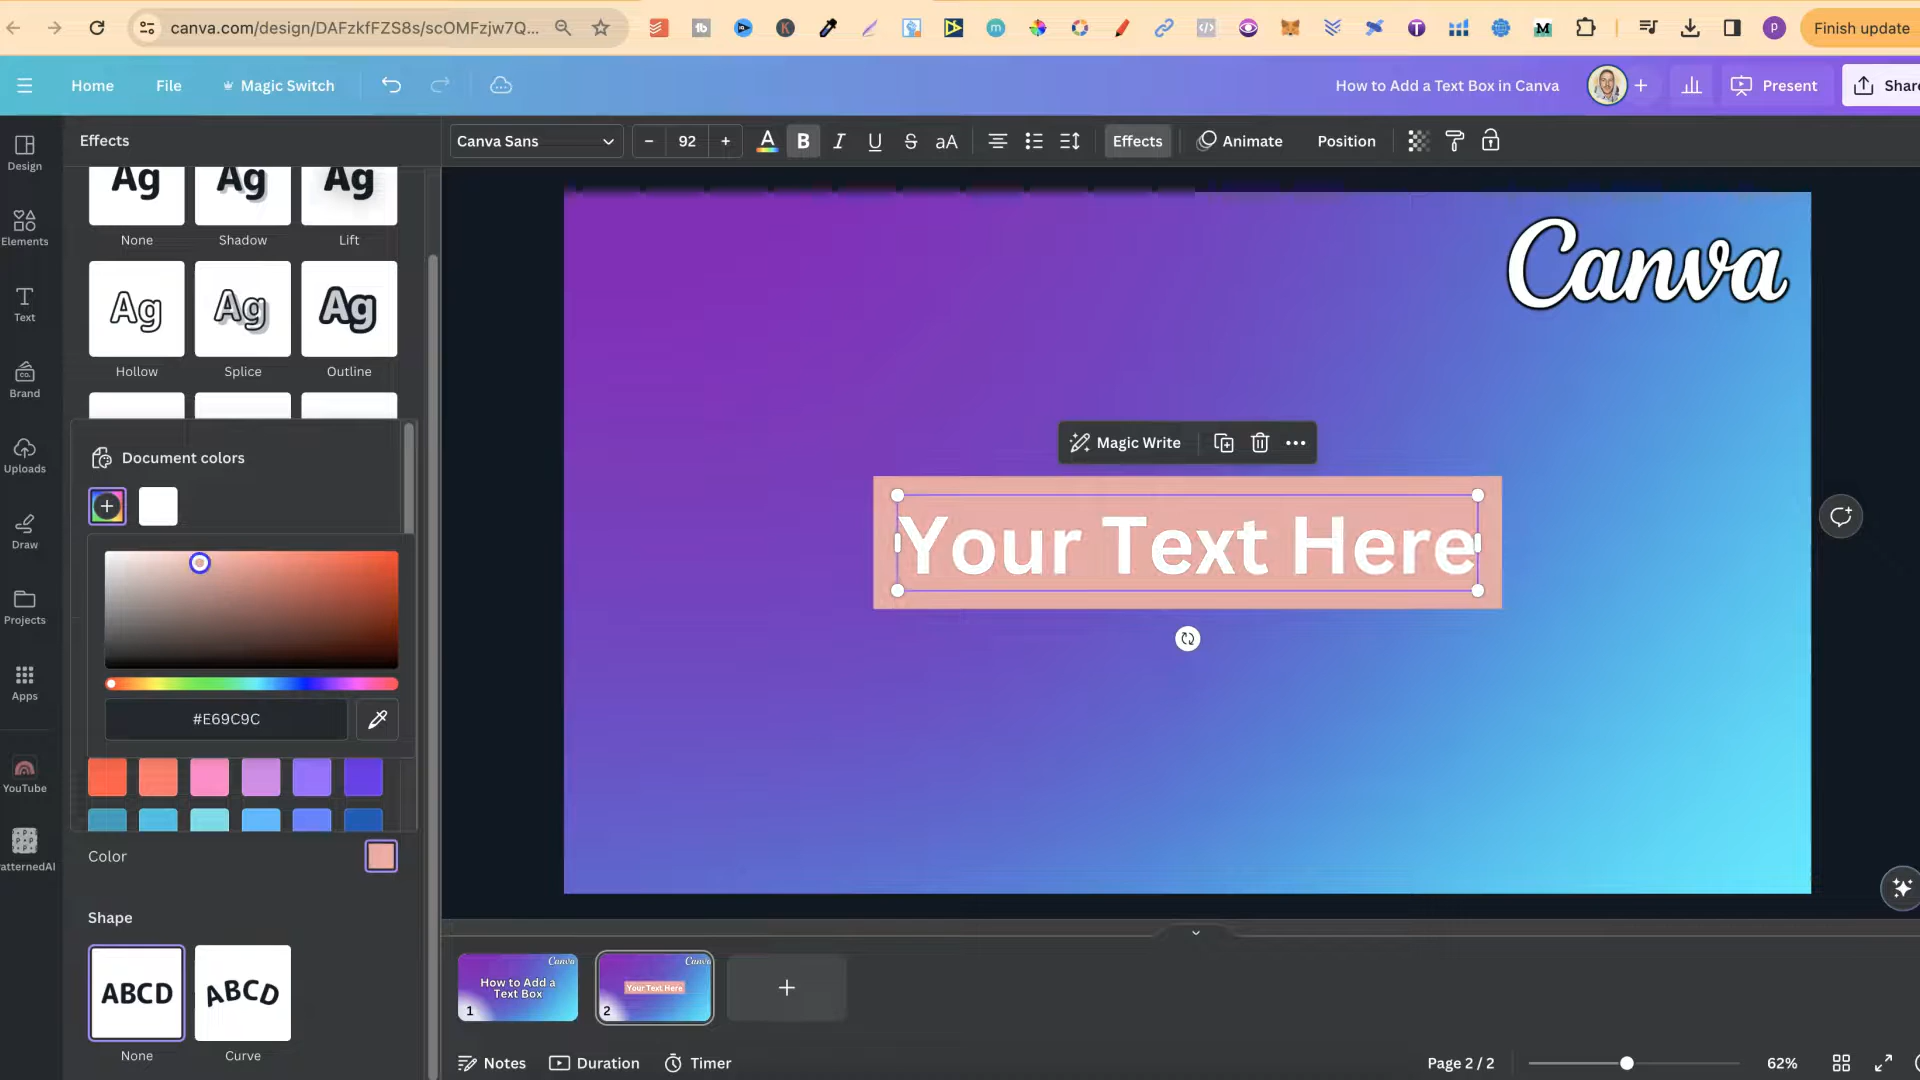 canva.com/design/DAFzkfFZS8s/scOMFzjw7Q...
Finish update
Home
File
Magic Switch
How to Add a Text Box in Canva
Present
Share
Effects
Canva Sans
92
A
B
I
U
S
aA
Effects
Animate
Position
Design
Elements
Text
Brand
Uploads
Draw
Projects
Apps
YouTube
atternedAI
Ag
Ag
Ag
None
Shadow
Lift
Ag
Ag
Ag
Hollow
Splice
Outline
Document colors
#E69C9C
Color
Shape
ABCD
ABCD
None
Curve
Canva
Magic Write
Your Text Here
How to Add a
Text Box
Canva
1
Canva
Your Text Here
2
Notes
Duration
Timer
Page 2 / 2
62%